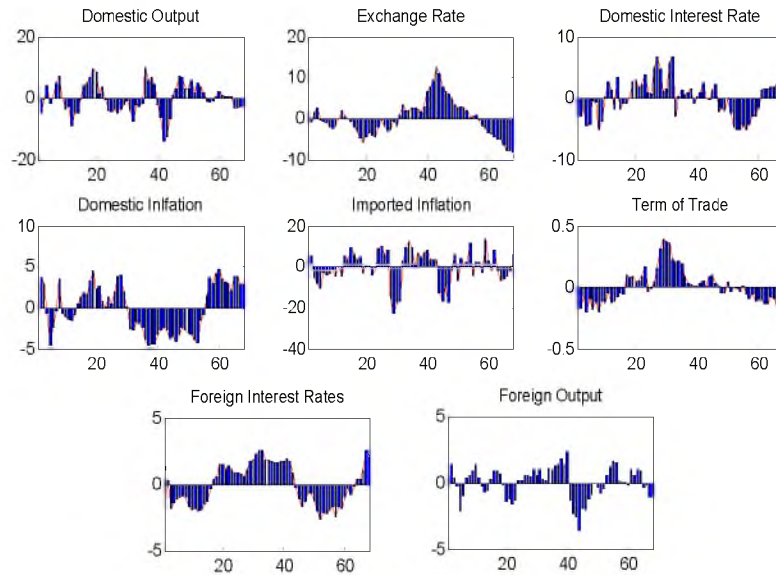 Domestic Output
Exchange Rate
Domestic Interest Rate
20
0
-20
20 40 60
20
10
0
-10
20 40 60
10
0
-10
20 40 60
Domestic Inlfation
Imported Inflation
Term of Trade
10
5
0
-5
20 40 60
20
0
-20
-40
20 40 60
0.5
0
-0.5
20 40 60
Foreign Interest Rates
Foreign Output
5
0
-5
20 40 60
5
0
-5
20 40 60